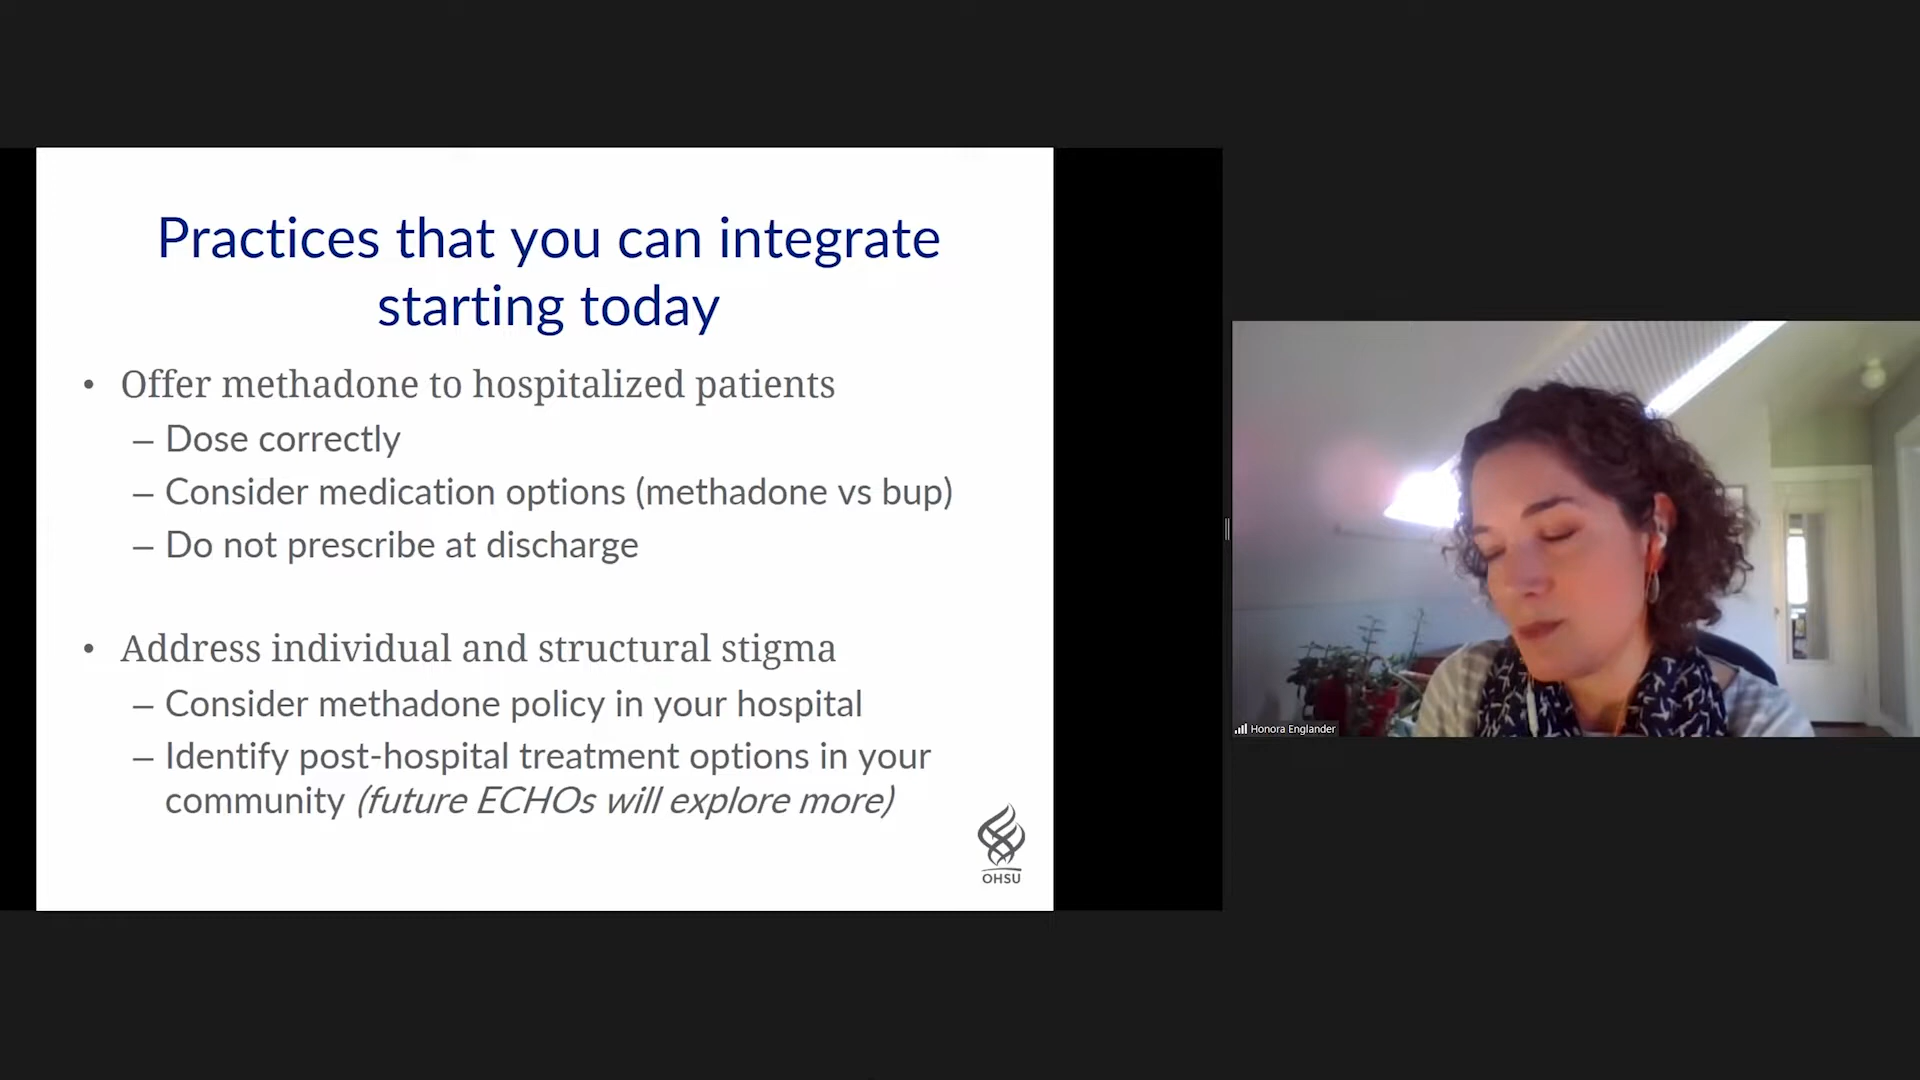 Practices that you can integrate
starting today
• Offer methadone to hospitalized patients
– Dose correctly
– Consider medication options (methadone vs bup)
– Do not prescribe at discharge
• Address individual and structural stigma
– Consider methadone policy in your hospital
– Identify post-hospital treatment options in your
community (future ECHOs will explore more)
OHSU
Honora Englander